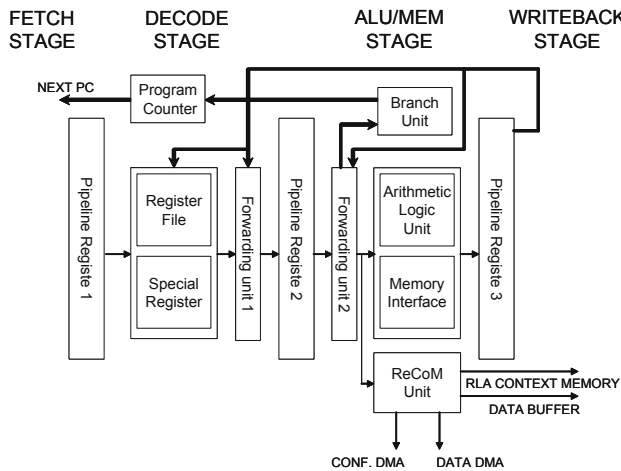 FETCH STAGE
DECODE STAGE
ALU/MEM STAGE
WRITEBACK STAGE
NEXT PC
Program Counter
Branch Unit
Pipeline Registe 1
Register File
Special Register
Forwarding unit 1
Pipeline Registe 2
Forwarding unit 2
Arithmetic Logic Unit
Memory Interface
Pipeline Registe 3
ReCoM Unit
RLA CONTEXT MEMORY
DATA BUFFER
CONF. DMA
DATA DMA